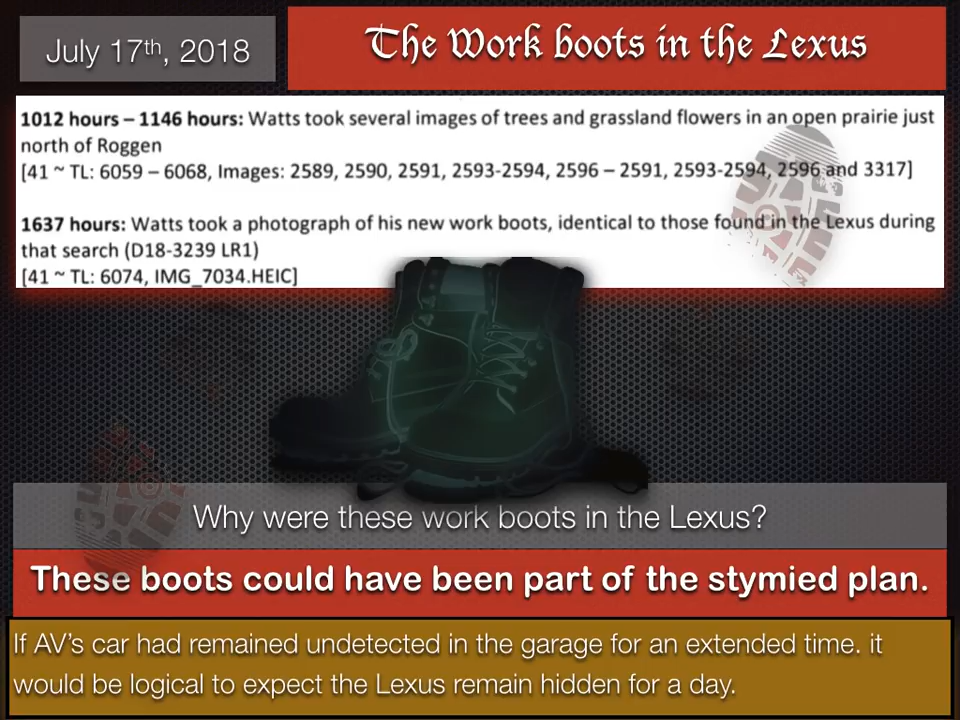 July 17th, 2018
The Work boots in the Lexus
1012 hours – 1146 hours: Watts took several images of trees and grassland flowers in an open prairie just
north of Roggen
[41 ~ TL: 6059 – 6068, Images: 2589, 2590, 2591, 2593-2594, 2596 – 2591, 2593-2594, 2596 and 3317]
1637 hours: Watts took a photograph of his new work boots, identical to those found in the Lexus during
that search (D18-3239 LR1)
[41 ~ TL: 6074, IMG_7034.HEIC]
Why were these work boots in the Lexus?
These boots could have been part of the stymied plan.
If AV’s car had remained undetected in the garage for an extended time. it
would be logical to expect the Lexus remain hidden for a day.